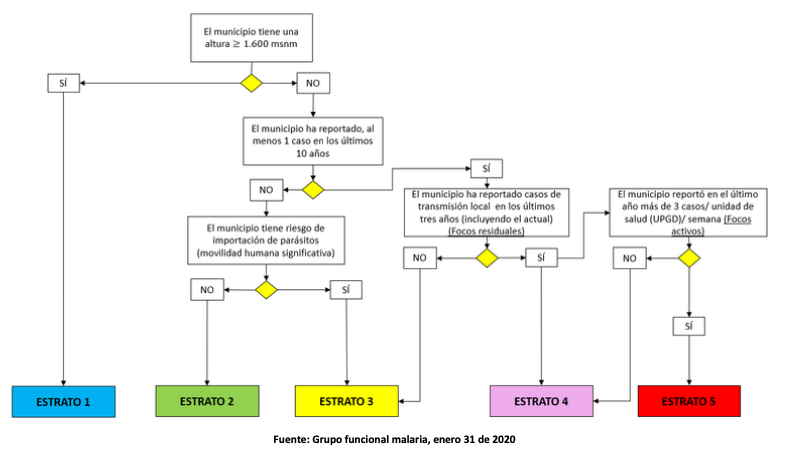 El municipio tiene una
altura ≥ 1.600 msnm
SÍ
NO
El municipio ha reportado, al
menos 1 caso en los últimos
10 años
NO
SÍ
El municipio tiene riesgo de
importación de parásitos
(movilidad humana significativa)
El municipio ha reportado casos de
transmisión local en los últimos
tres años (incluyendo el actual)
(Focos residuales)
El municipio reportó en el último
año más de 3 casos/ unidad de
salud (UPGD)/ semana (Focos
activos)
NO
SÍ
NO
SÍ
NO
SÍ
ESTRATO 1
ESTRATO 2
ESTRATO 3
ESTRATO 4
ESTRATO 5
Fuente: Grupo funcional malaria, enero 31 de 2020